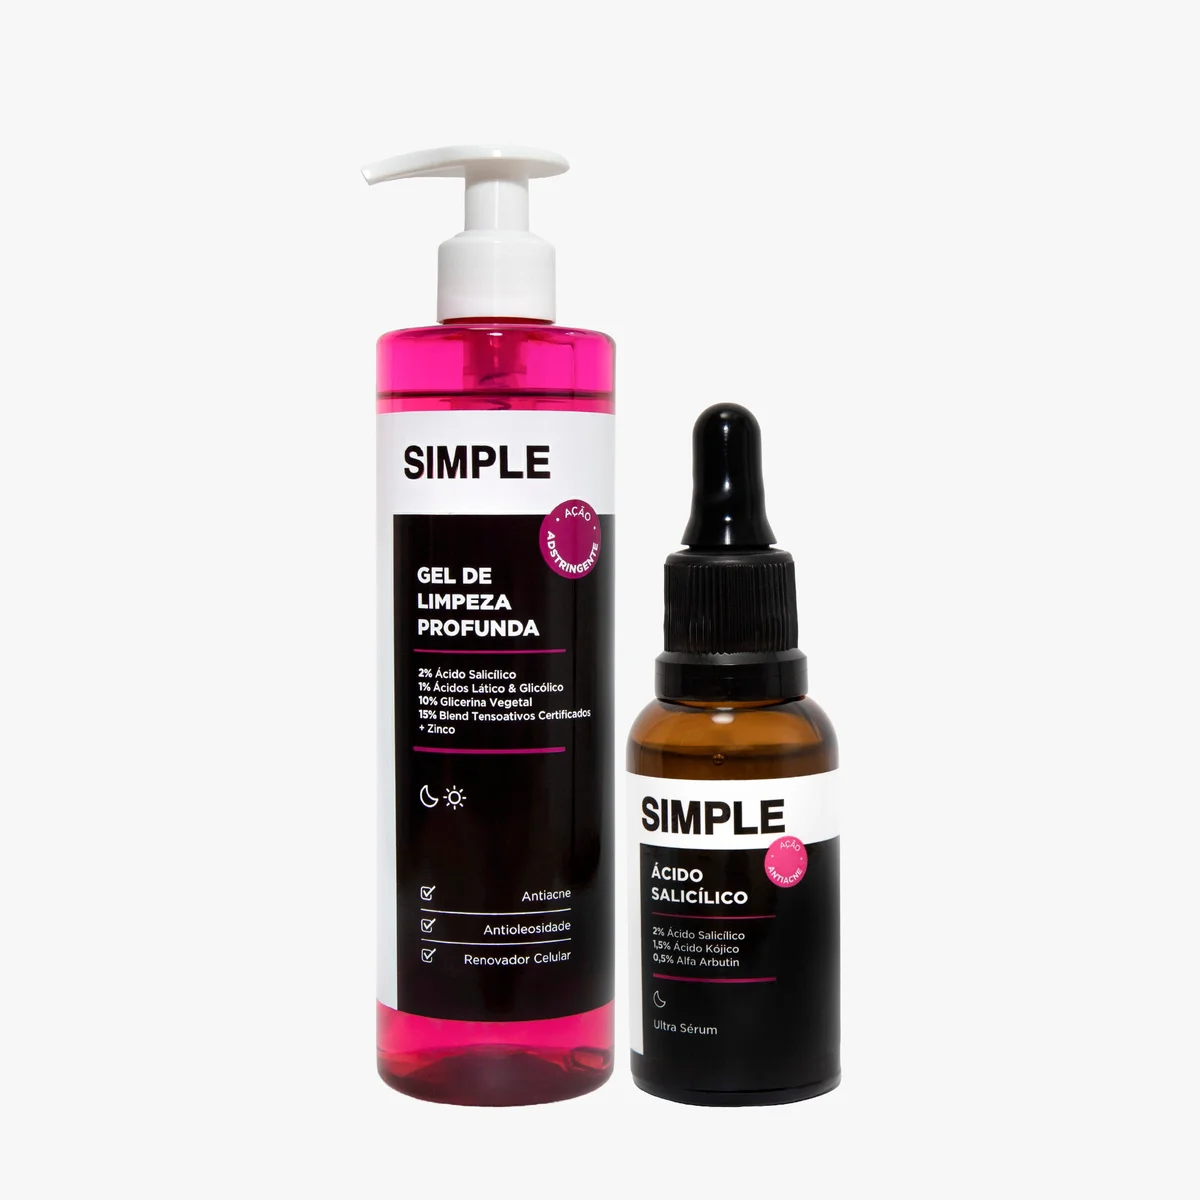 SIMPLE
AÇÃO
ADSTRINGENTE
GEL DE
LIMPEZA
PROFUNDA
2% Ácido Salicílico
1% Ácidos Lático & Glicólico
10% Glicerina Vegetal
15% Blend Tensoativos Certificados
+ Zinco
Antiacne
Antioleosidade
Renovador Celular
SIMPLE
AÇÃO
ANTIACNE
ÁCIDO
SALICÍLICO
2% Ácido Salicílico
1,5% Ácido Kójico
0,5% Alfa Arbutin
Ultra Sérum